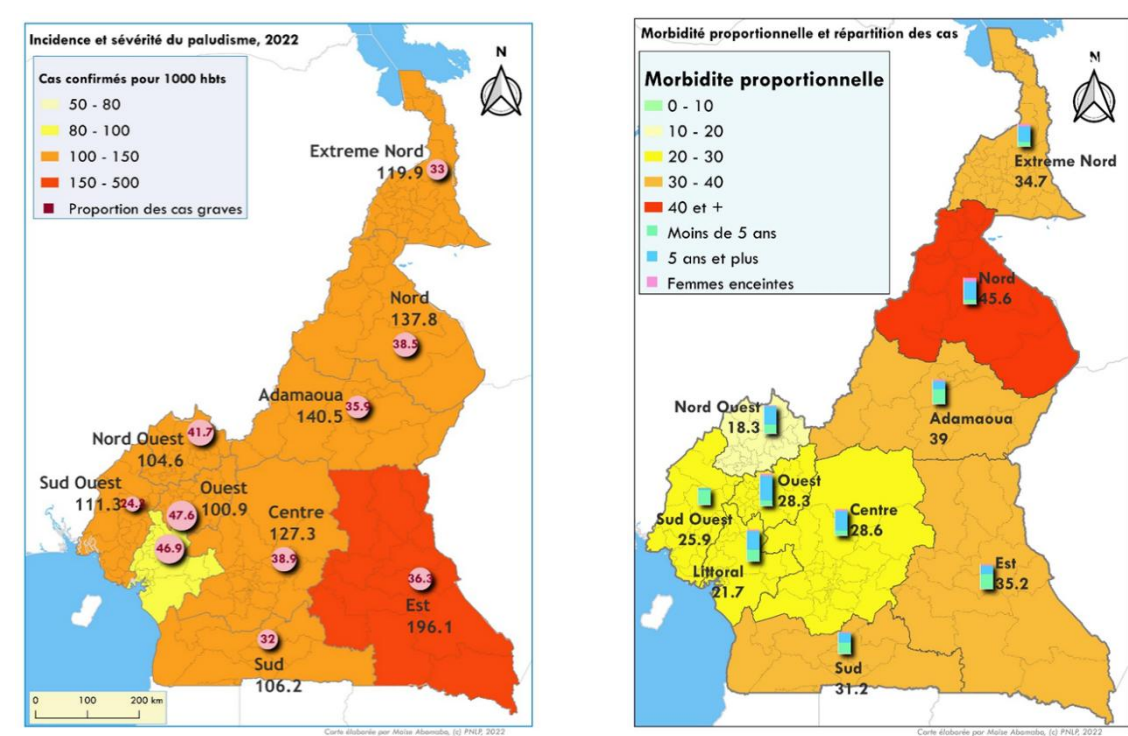 Incidence et sévérité du paludisme, 2022
N
Cas confirmés pour 1000 hbts
50 - 80
80 - 100
100 - 150
150 - 500
Proportion des cas graves
Extreme Nord
119.9
33
Nord
137.8
38.5
Adamaoua
140.5
35.9
Nord Ouest
104.6
41.7
Sud Ouest
111.3
24.2
Ouest
100.9
47.6
46.9
Centre
127.3
38.9
36.3
Est
196.1
32
Sud
106.2
0 100 200 km
Carte élaborée par Maise Abomabo, (c) PNLP, 2022
Morbidité proportionnelle et répartition des cas
N
Morbidite proportionnelle
0 - 10
10 - 20
20 - 30
30 - 40
40 et +
Moins de 5 ans
5 ans et plus
Femmes enceintes
Extreme Nord
34.7
Nord
45.6
Adamaoua
39
Nord Ouest
18.3
Ouest
28.3
Sud Ouest
25.9
Centre
28.6
Littoral
21.7
Est
35.2
Sud
31.2
Carte élaborée par Maise Abomabo, (c) PNLP, 2022